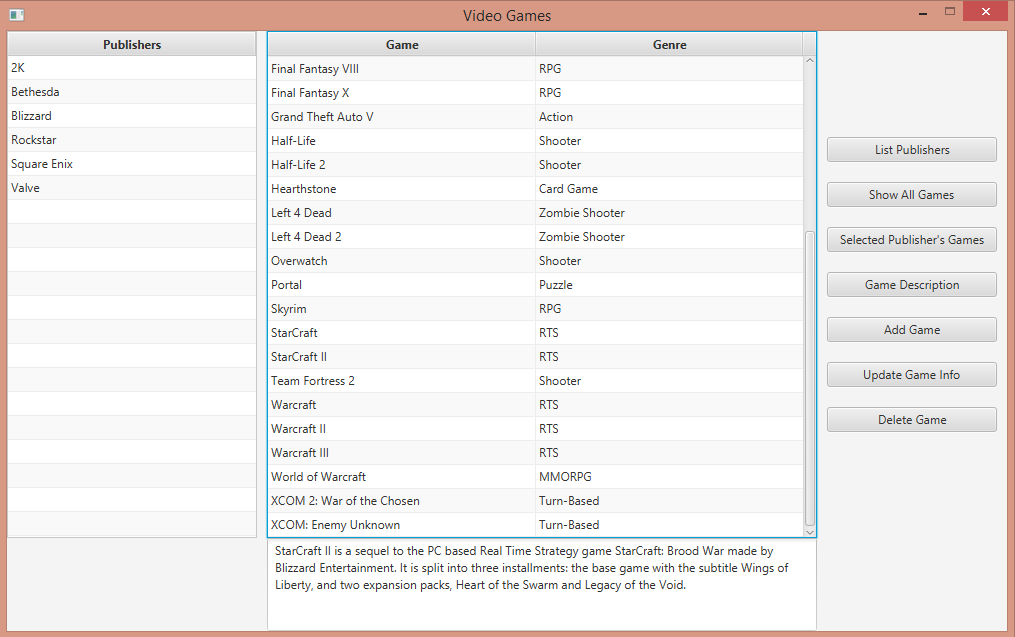 Video Games
Publishers
2K
Bethesda
Blizzard
Rockstar
Square Enix
Valve
Game Genre
Final Fantasy VIII RPG
Final Fantasy X RPG
Grand Theft Auto V Action
Half-Life Shooter
Half-Life 2 Shooter
Hearthstone Card Game
Left 4 Dead Zombie Shooter
Left 4 Dead 2 Zombie Shooter
Overwatch Shooter
Portal Puzzle
Skyrim RPG
StarCraft RTS
StarCraft II RTS
Team Fortress 2 Shooter
Warcraft RTS
Warcraft II RTS
Warcraft III RTS
World of Warcraft MMORPG
XCOM 2: War of the Chosen Turn-Based
XCOM: Enemy Unknown Turn-Based
StarCraft II is a sequel to the PC based Real Time Strategy game StarCraft: Brood War made by
Blizzard Entertainment. It is split into three installments: the base game with the subtitle Wings of
Liberty, and two expansion packs, Heart of the Swarm and Legacy of the Void.
List Publishers
Show All Games
Selected Publisher's Games
Game Description
Add Game
Update Game Info
Delete Game